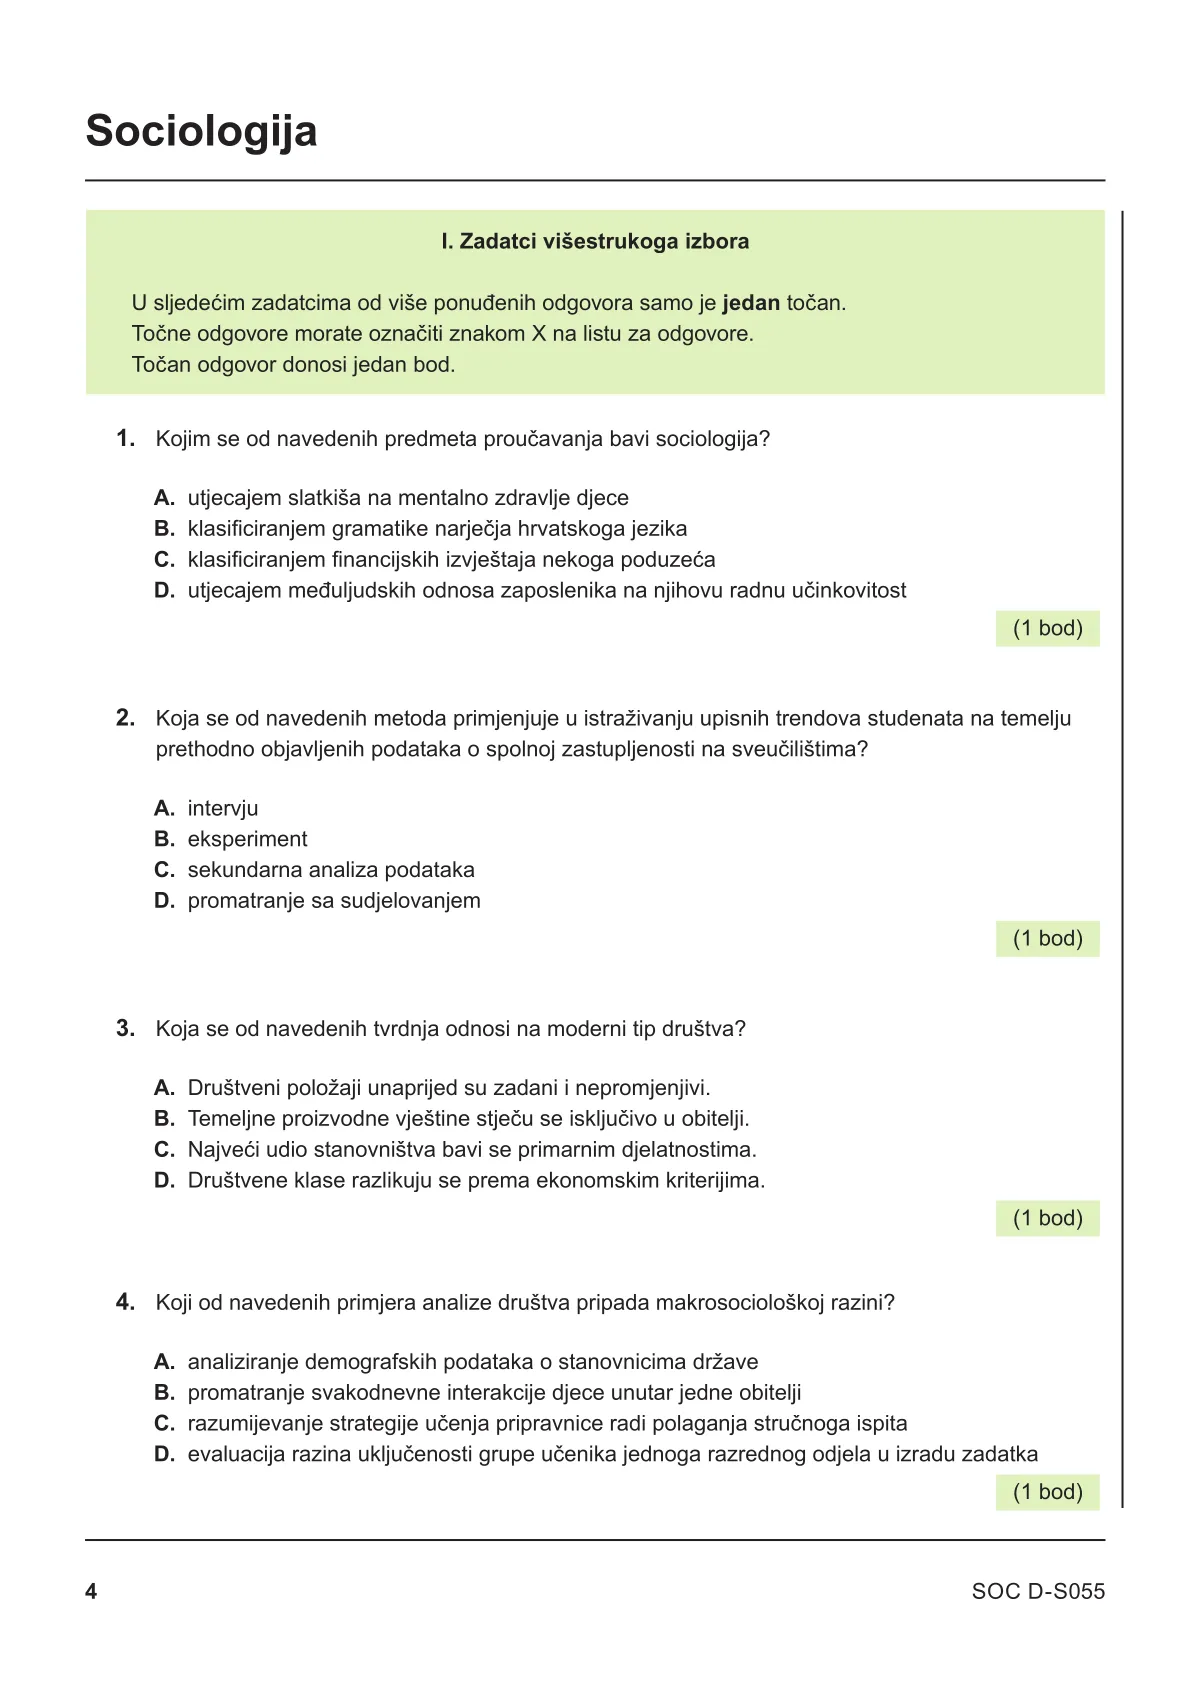 Sociologija
I. Zadatci višestrukoga izbora
U sljedećim zadatcima od više ponuđenih odgovora samo je jedan točan.
Točne odgovore morate označiti znakom X na listu za odgovore.
Točan odgovor donosi jedan bod.
1. Kojim se od navedenih predmeta proučavanja bavi sociologija?
A. utjecajem slatkiša na mentalno zdravlje djece
B. klasificiranjem gramatike narječja hrvatskoga jezika
C. klasificiranjem financijskih izvještaja nekoga poduzeća
D. utjecajem međuljudskih odnosa zaposlenika na njihovu radnu učinkovitost
(1 bod)
2. Koja se od navedenih metoda primjenjuje u istraživanju upisnih trendova studenata na temelju
prethodno objavljenih podataka o spolnoj zastupljenosti na sveučilištima?
A. intervju
B. eksperiment
C. sekundarna analiza podataka
D. promatranje sa sudjelovanjem
(1 bod)
3. Koja se od navedenih tvrdnja odnosi na moderni tip društva?
A. Društveni položaji unaprijed su zadani i nepromjenjivi.
B. Temeljne proizvodne vještine stječu se isključivo u obitelji.
C. Najveći udio stanovništva bavi se primarnim djelatnostima.
D. Društvene klase razlikuju se prema ekonomskim kriterijima.
(1 bod)
4. Koji od navedenih primjera analize društva pripada makrosociološkoj razini?
A. analiziranje demografskih podataka o stanovnicima države
B. promatranje svakodnevne interakcije djece unutar jedne obitelji
C. razumijevanje strategije učenja pripravnice radi polaganja stručnoga ispita
D. evaluacija razina uključenosti grupe učenika jednoga razrednog odjela u izradu zadatka
(1 bod)
4
SOC D-S055